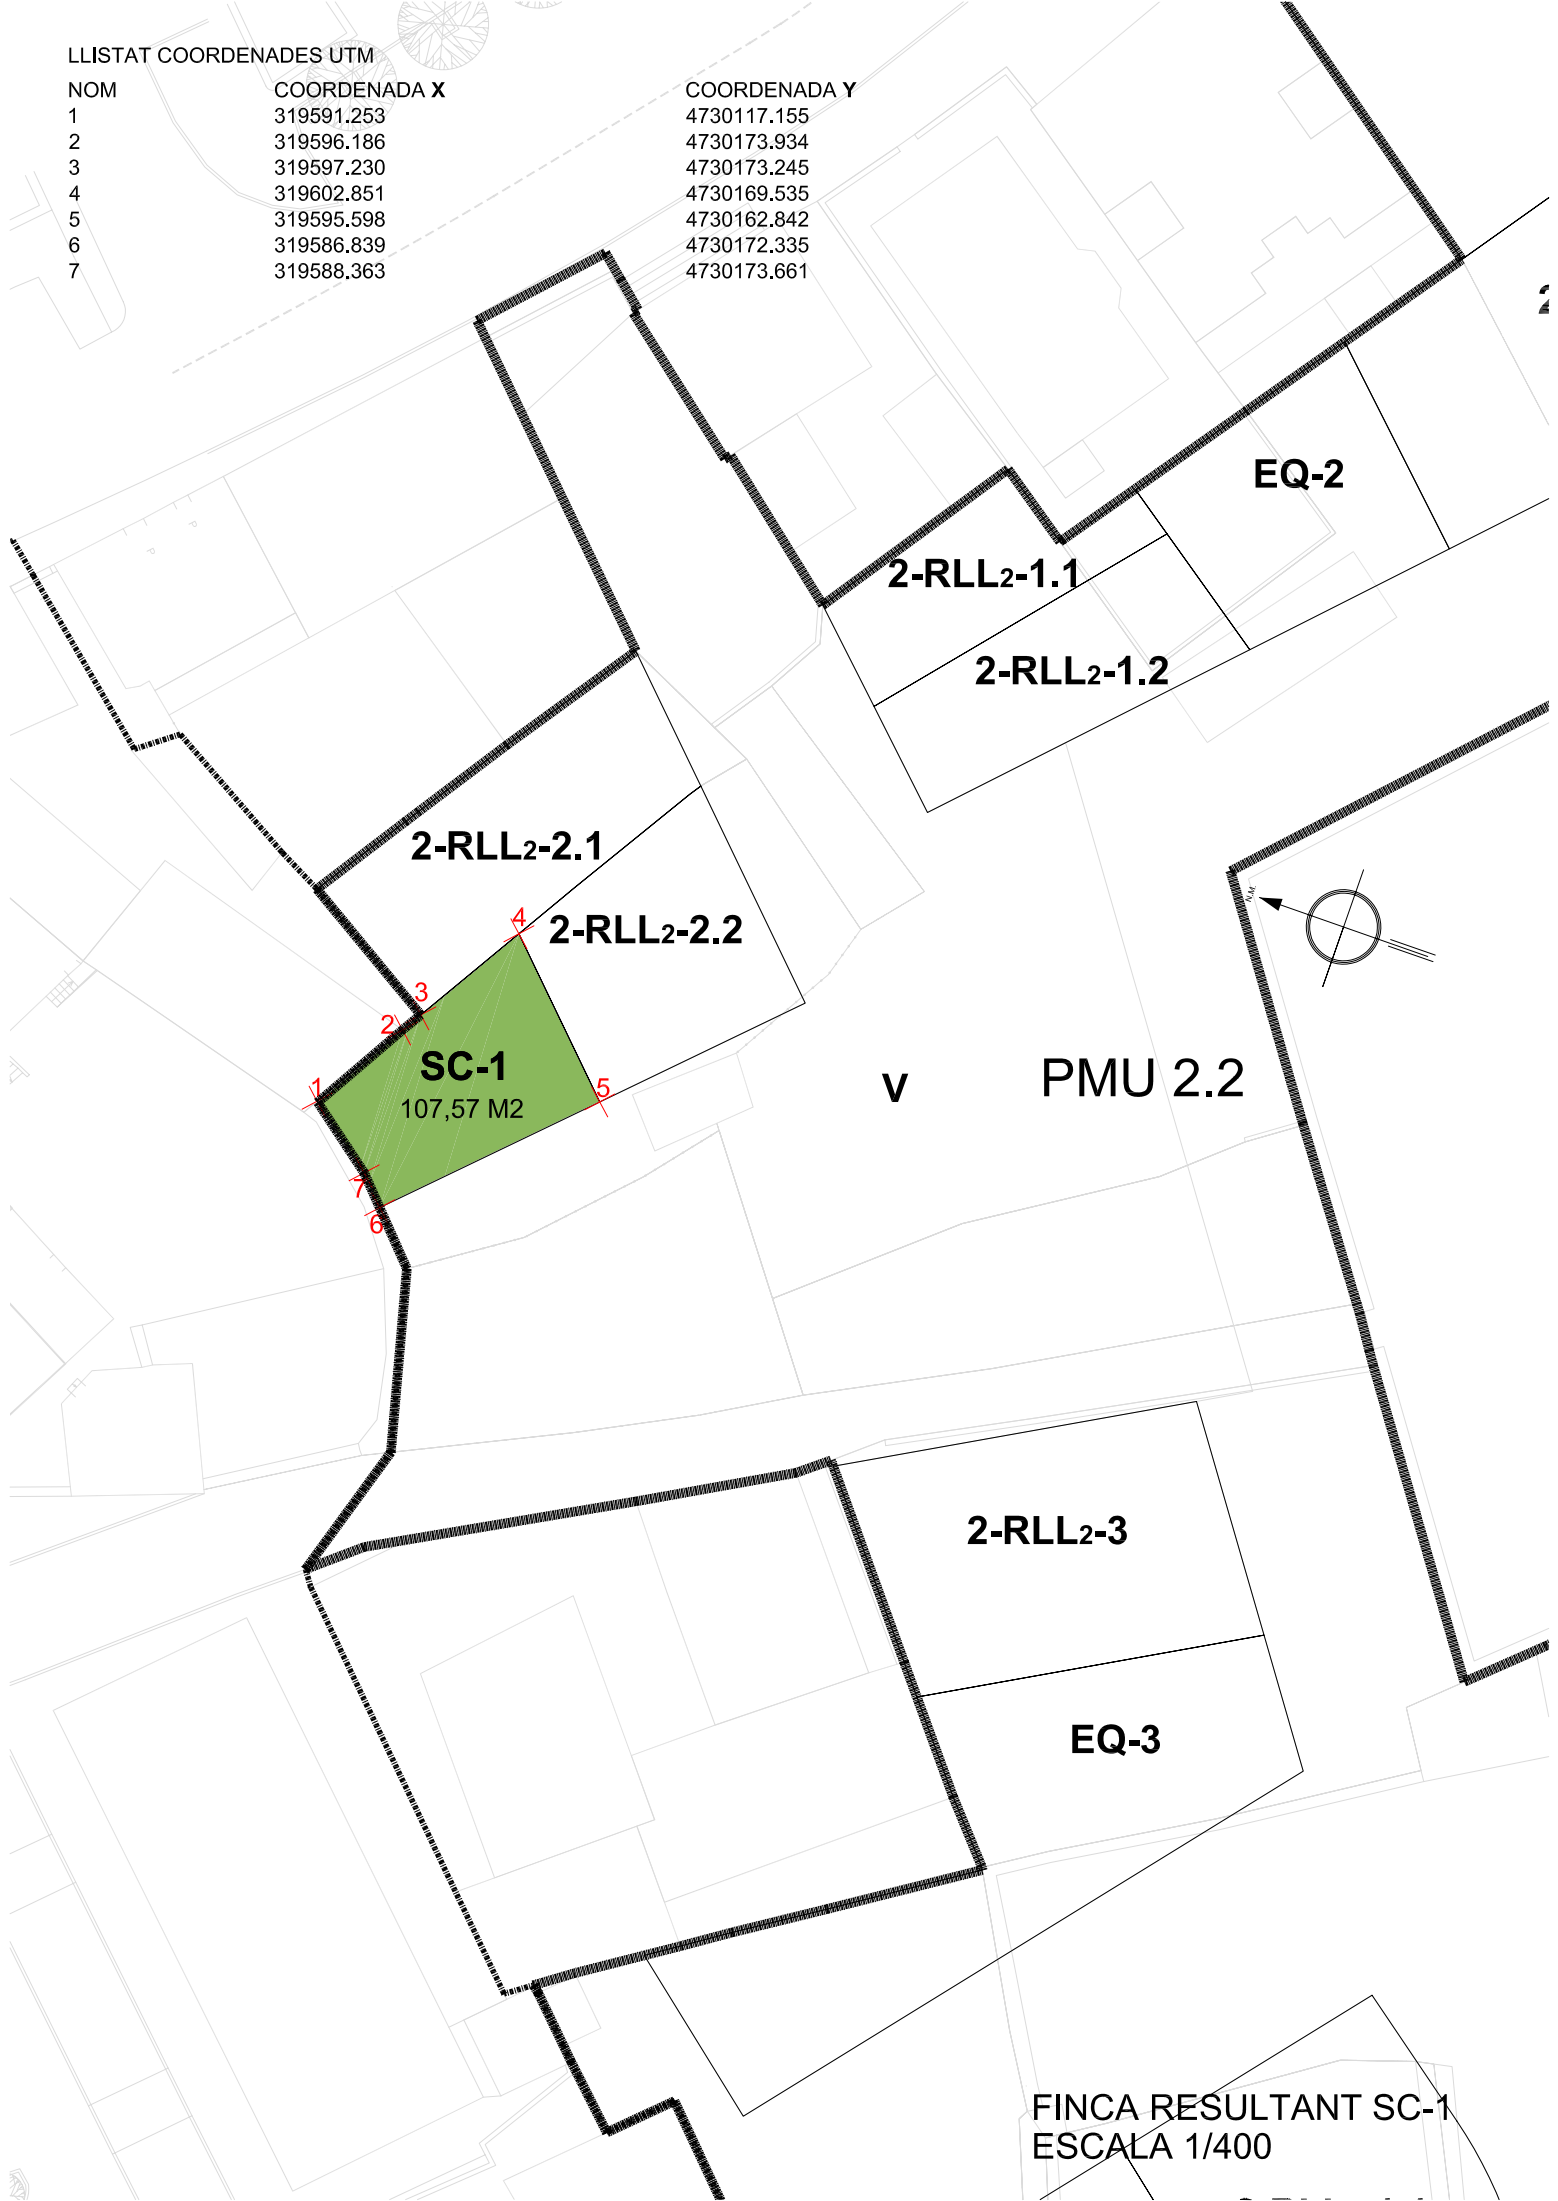 LLISTAT COORDENADES UTM
NOM COORDENADA X COORDENADA Y
1 319591.253 4730117.155
2 319596.186 4730173.934
3 319597.230 4730173.245
4 319602.851 4730169.535
5 319595.598 4730162.842
6 319586.839 4730172.335
7 319588.363 4730173.661
EQ-2
2-RLL2-1.1
2-RLL2-1.2
2-RLL2-2.1
2-RLL2-2.2
N.M.
4
3
2
1
SC-1
107,57 M2
5
7
6
V
PMU 2.2
2-RLL2-3
EQ-3
FINCA RESULTANT SC-1
ESCALA 1/400